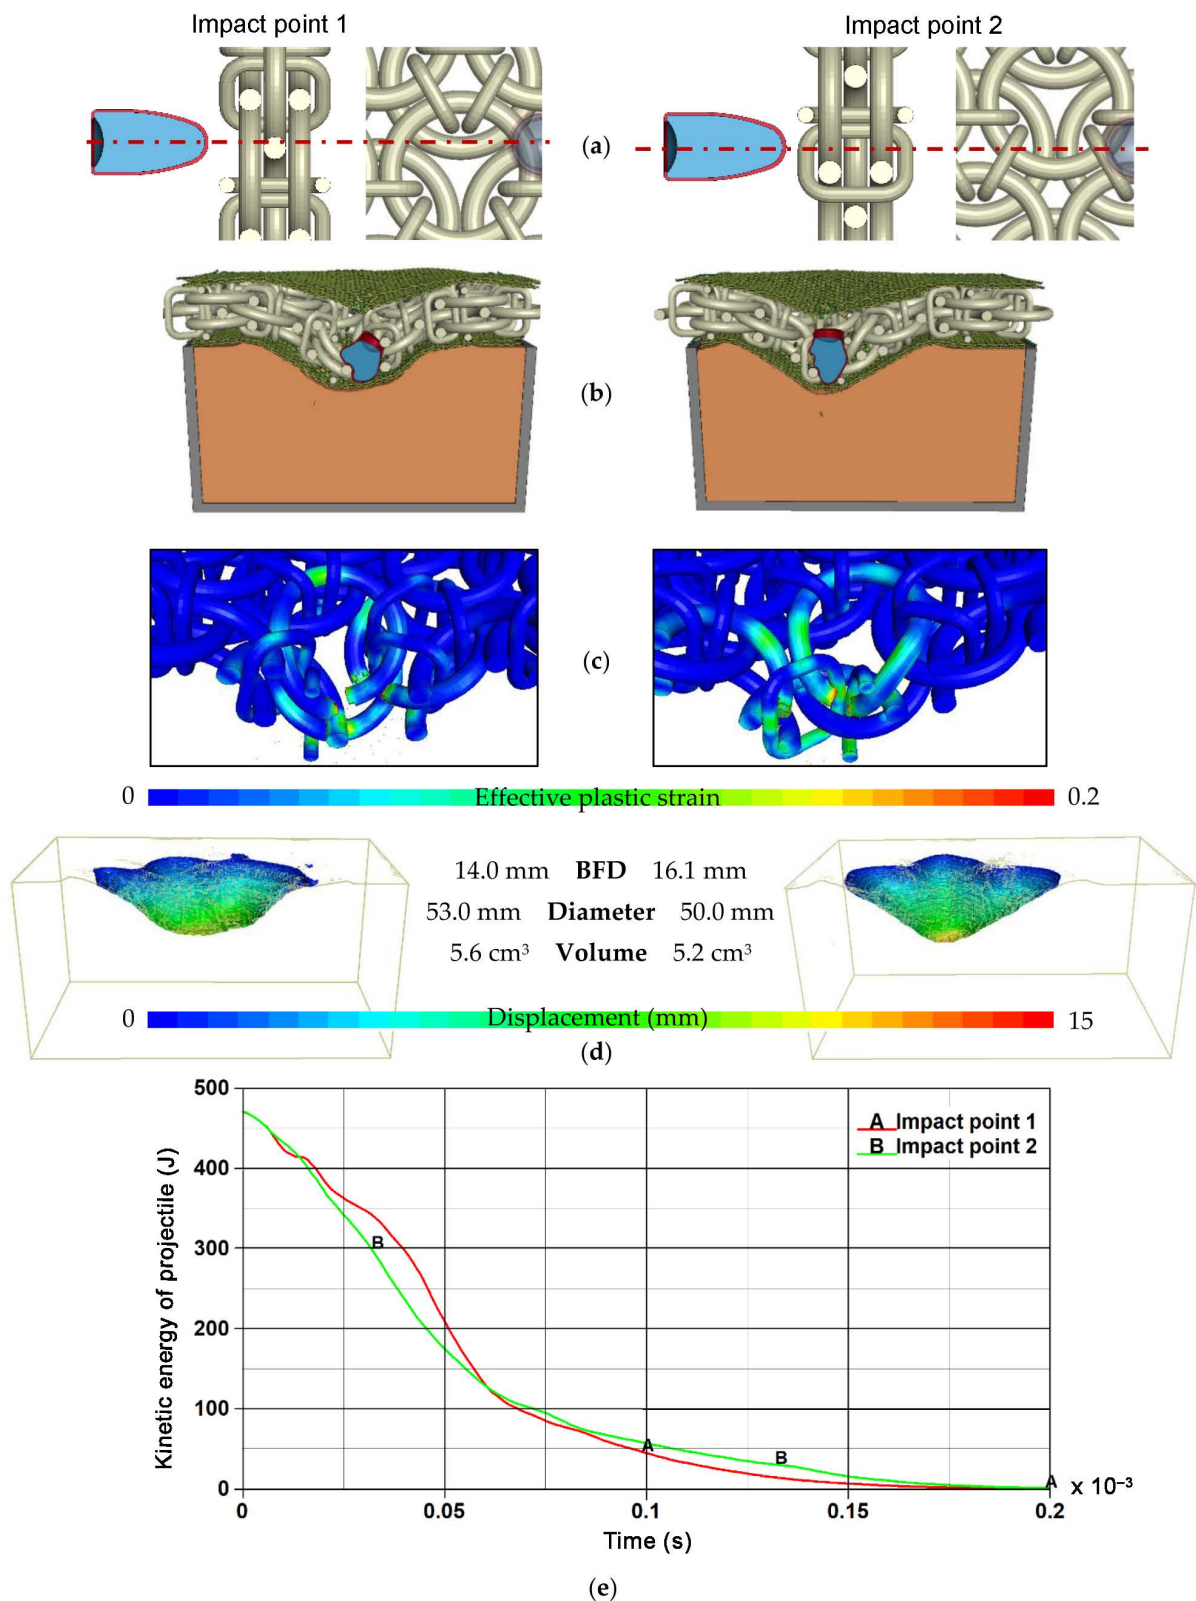 Impact point 1
Impact point 2
(a)
(b)
(c)
0 Effective plastic strain 0.2
14.0 mm BFD 16.1 mm
53.0 mm Diameter 50.0 mm
5.6 cm³ Volume 5.2 cm³
0 Displacement (mm) 15
(d)
500
400
300
200
100
0
Kinetic energy of projectile (J)
A Impact point 1
B Impact point 2
B
A
B
A
0 0.05 0.1 0.15 0.2
x 10⁻³
Time (s)
(e)